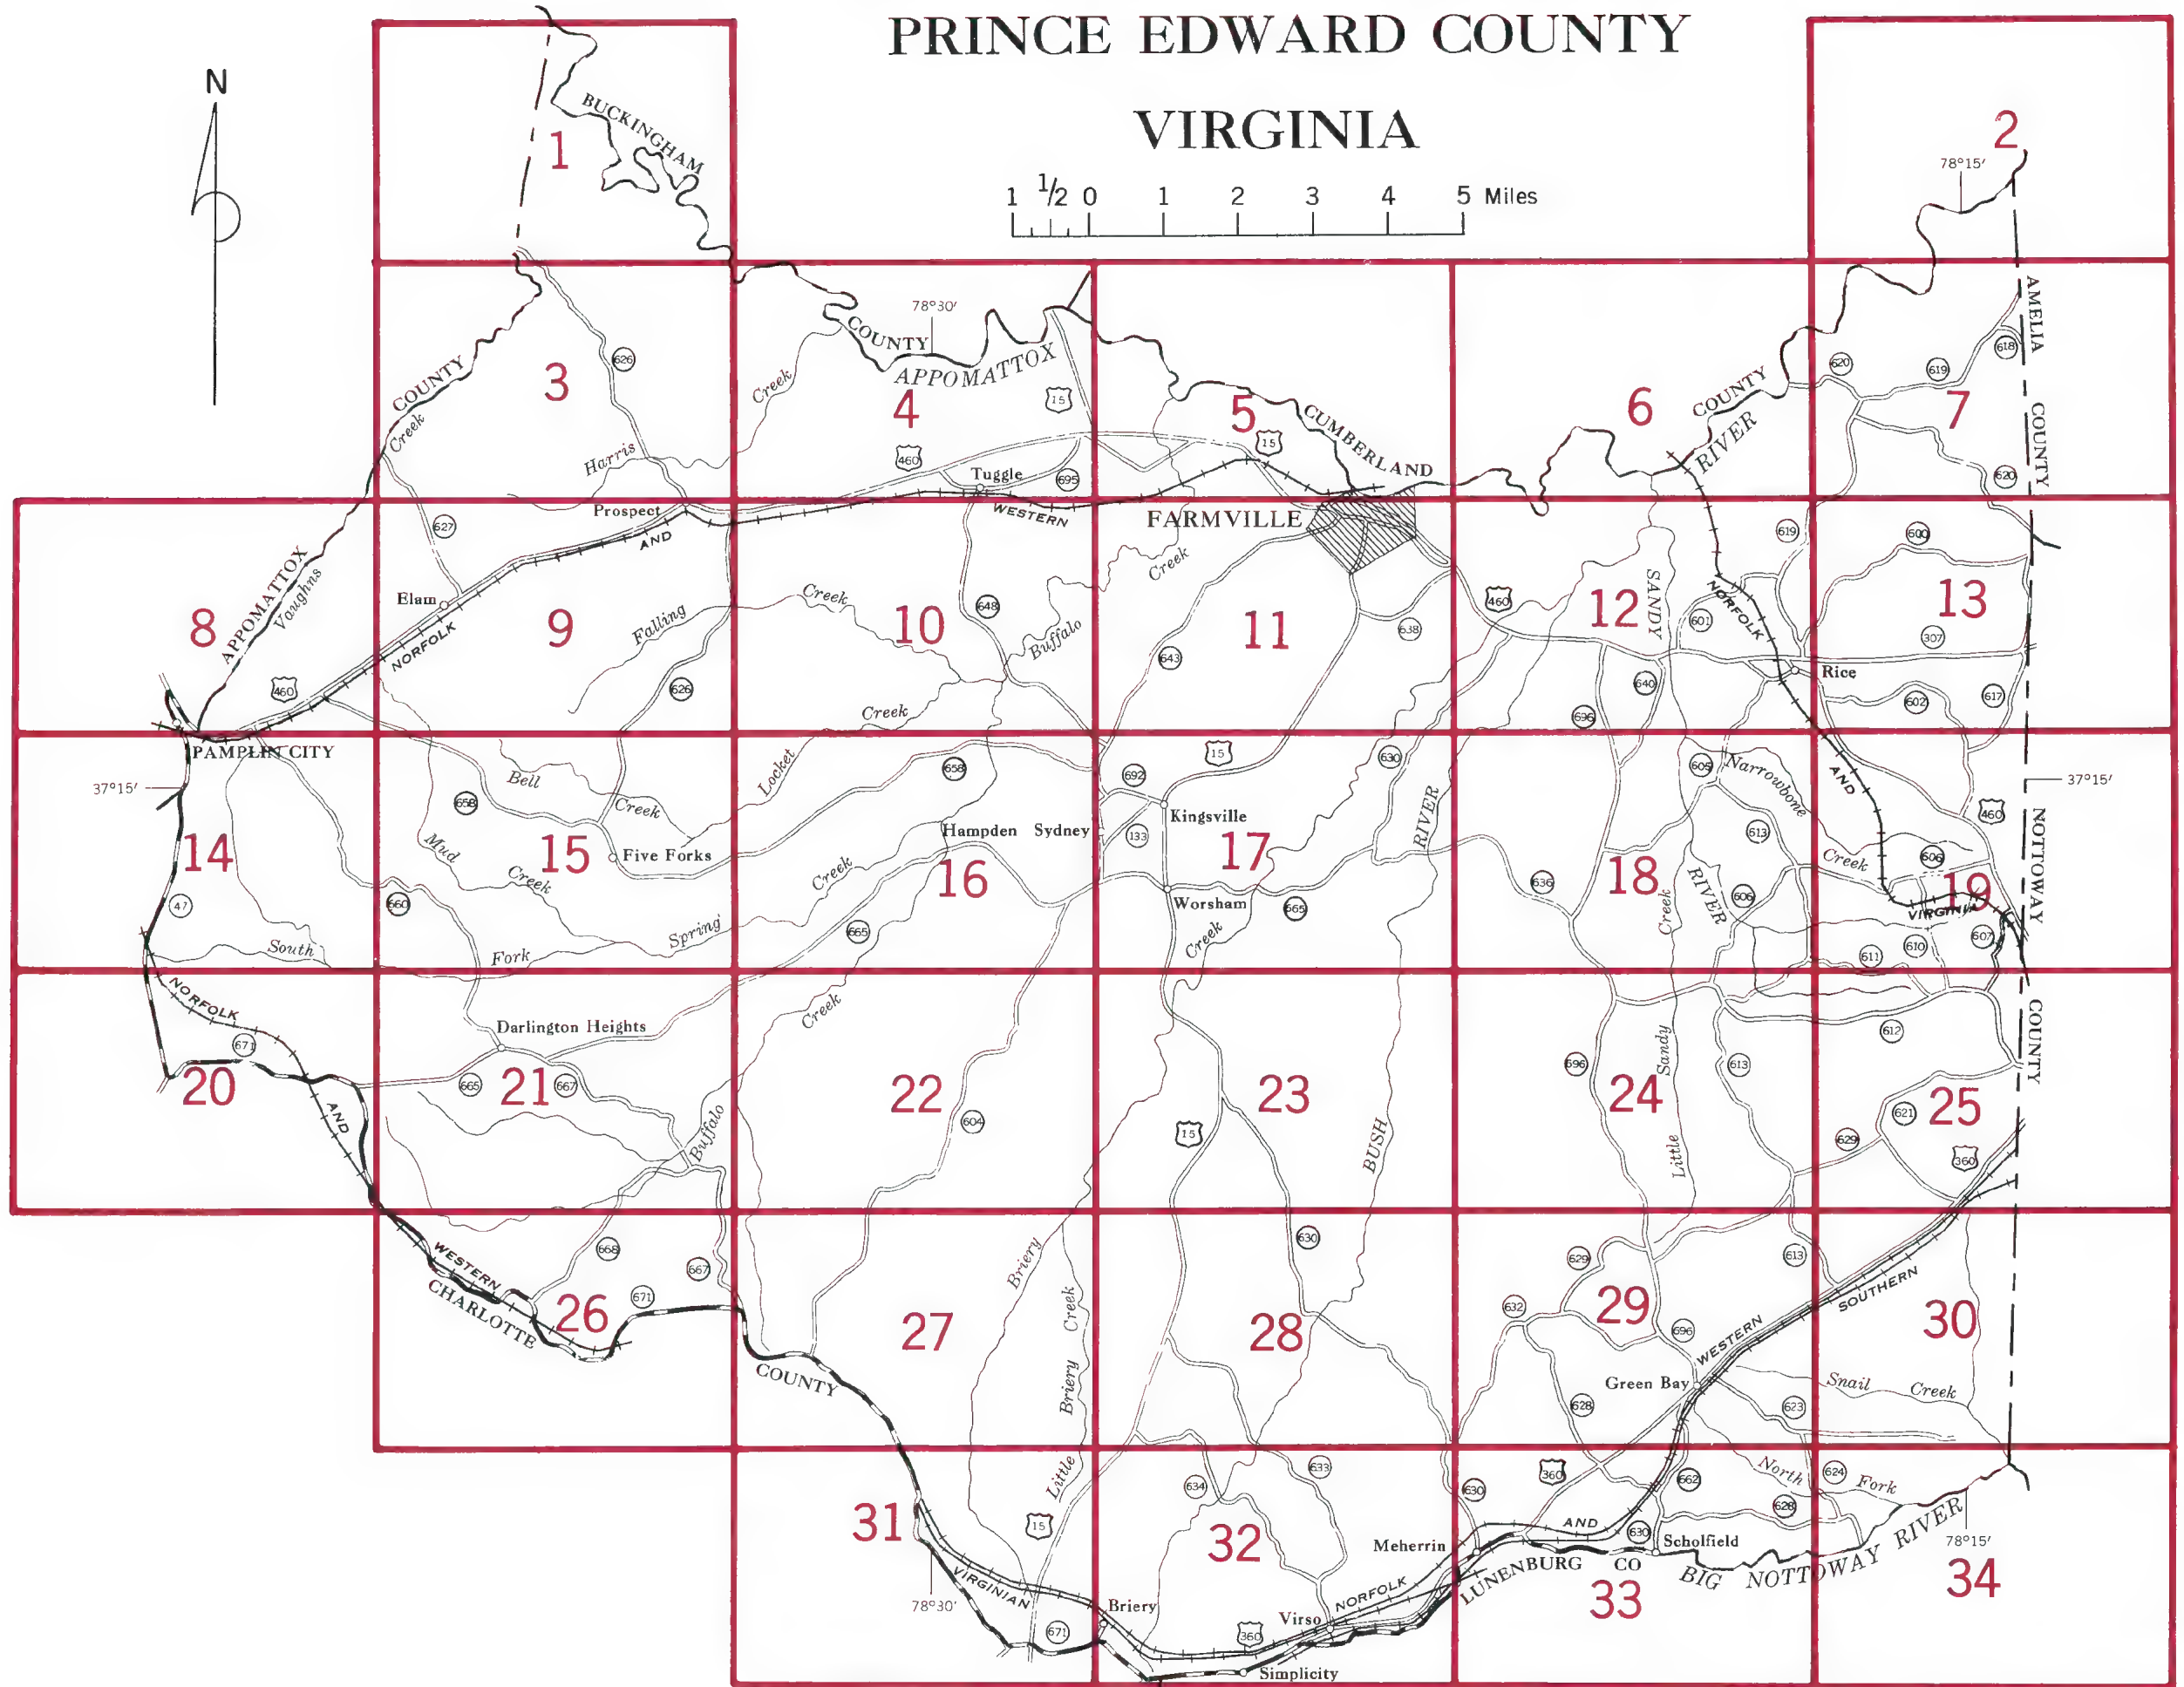 PRINCE EDWARD COUNTY
VIRGINIA
N
1 1/2 0 1 2 3 4 5 Miles
BUCKINGHAM
1
2
78°15′
COUNTY
Creek
3
626
Harris
Creek
COUNTY
78°30′
APPOMATTOX
4
15
460
Tuggle
695
WESTERN
5
15
CUMBERLAND
6
COUNTY
RIVER
620
619
618
7
620
AMELIA
COUNTY
8
APPOMATTOX
Vaughns
460
PAMPLIN CITY
627
Elam
NORFOLK
AND
Prospect
9
Falling
626
Creek
10
648
Buffalo
Creek
FARMVILLE
Creek
11
643
638
460
12
SANDY
601
NORFOLK
619
640
696
Rice
600
13
307
602
617
37°15′
14
47
South
658
Bell
Creek
Mud
Creek
15
Five Forks
660
Fork
Spring
Locket
658
Hampden Sydney
Creek
16
665
692
133
15
Kingsville
17
Worsham
665
Creek
630
RIVER
636
18
Creek
RIVER
605
Narrowbone
613
606
AND
Creek
606
460
19
VIRGINIA
607
610
611
37°15′
NOTTOWAY
COUNTY
NORFOLK
671
20
AND
Darlington Heights
665
21
667
Buffalo
Creek
22
604
23
15
BUSH
696
24
Sandy
Little
613
612
621
25
629
360
WESTERN
CHARLOTTE
668
667
671
26
COUNTY
27
Briery
Briery Creek
Little
630
28
629
632
29
613
696
WESTERN
SOUTHERN
Green Bay
628
623
30
Snail Creek
31
15
VIRGINIAN
78°30′
671
Briery
634
633
32
Virso
360
Simplicity
NORFOLK
Meherrin
630
360
AND
662
630
Scholfield
LUNENBURG CO
33
North Fork
624
628
BIG NOTTOWAY RIVER
78°15′
34